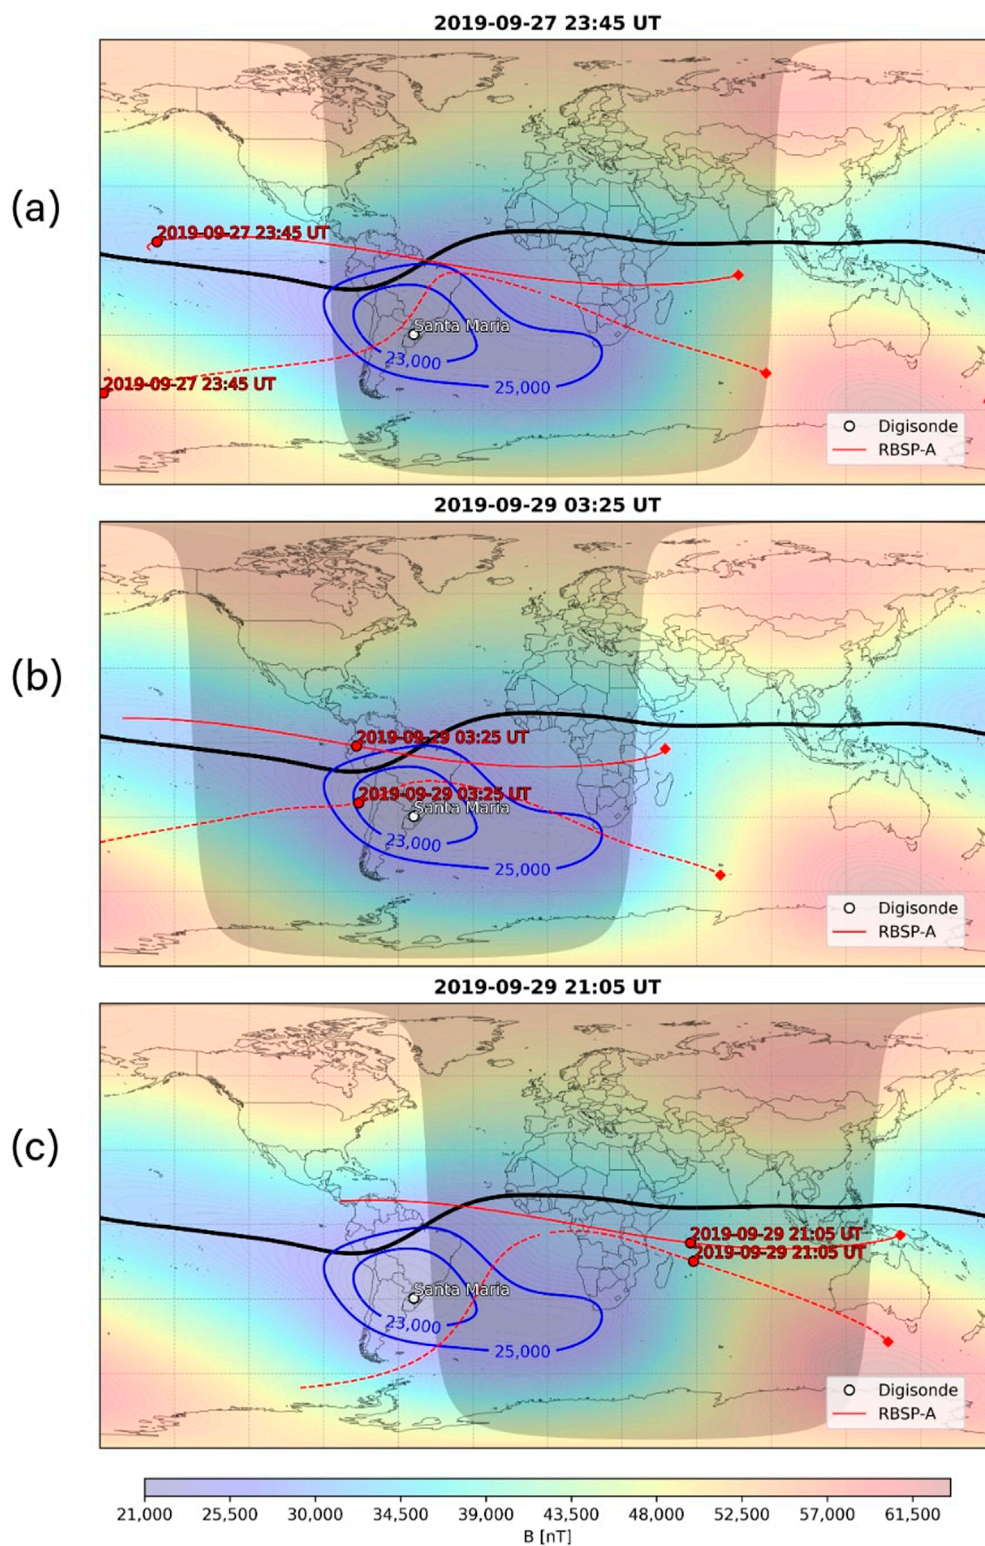 2019-09-27 23:45 UT
(a)
2019-09-27 23:45 UT
Santa Maria
23,000
25,000
2019-09-27 23:45 UT
Digisonde
RBSP-A
2019-09-29 03:25 UT
(b)
2019-09-29 03:25 UT
2019-09-29 03:25 UT
Santa Maria
23,000
25,000
Digisonde
RBSP-A
2019-09-29 21:05 UT
(c)
2019-09-29 21:05 UT
2019-09-29 21:05 UT
Santa Maria
23,000
25,000
Digisonde
RBSP-A
21,000 25,500 30,000 34,500 39,000 43,500 48,000 52,500 57,000 61,500
B [nT]